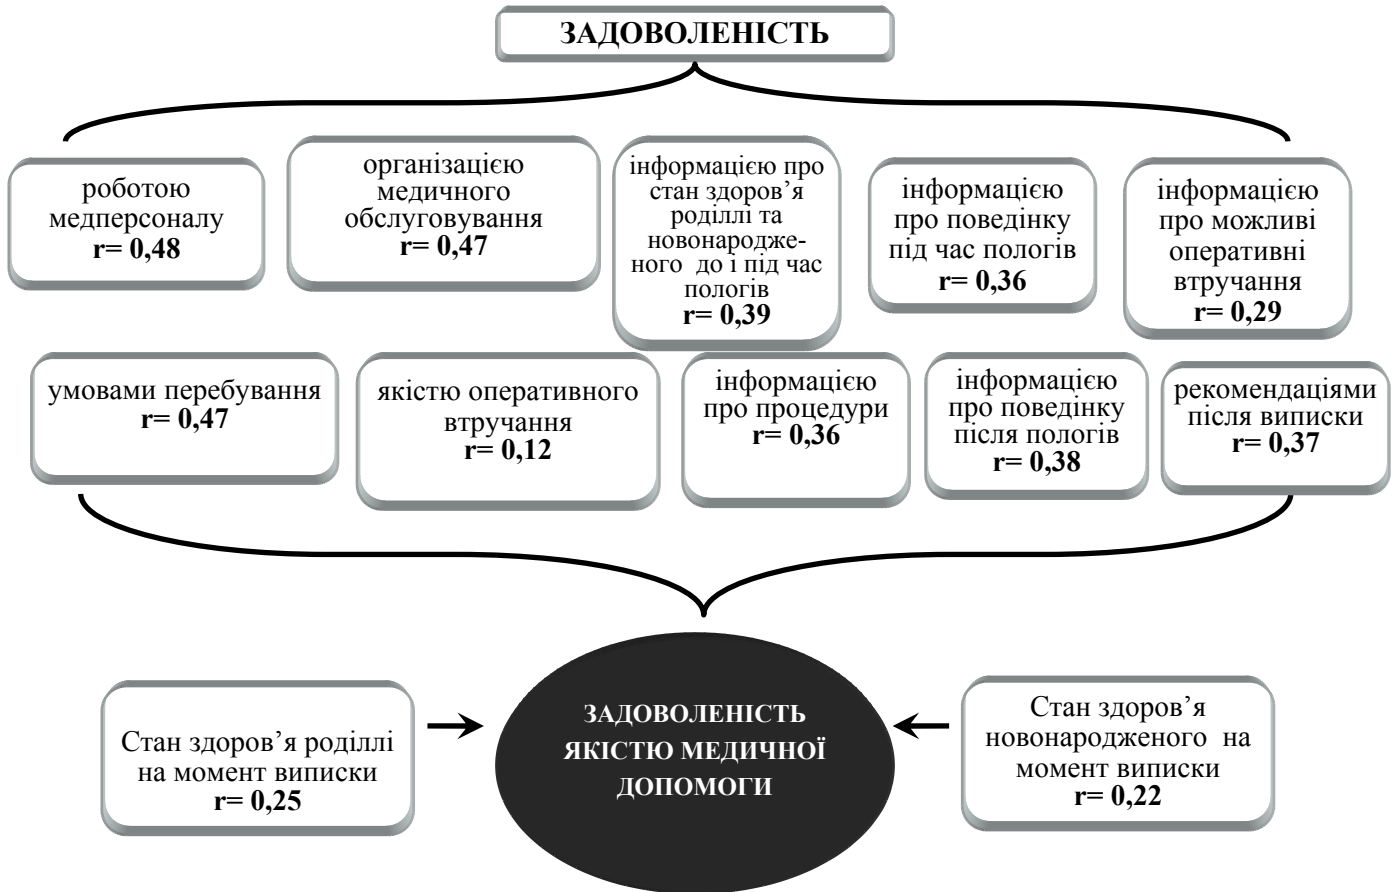 ЗАДОВОЛЕНІСТЬ
роботою
медперсоналу
r= 0,48
організацією
медичного
обслуговування
r= 0,47
інформацією про
стан здоров’я
роділлі та
новонародже-
ного до і під час
пологів
r= 0,39
інформацією
про поведінку
під час пологів
r= 0,36
інформацією
про можливі
оперативні
втручання
r= 0,29
умовами перебування
r= 0,47
якістю оперативного
втручання
r= 0,12
інформацією
про процедури
r= 0,36
інформацією
про поведінку
після пологів
r= 0,38
рекомендаціями
після виписки
r= 0,37
Стан здоров’я роділлі
на момент виписки
r= 0,25
ЗАДОВОЛЕНІСТЬ
ЯКІСТЮ МЕДИЧНОЇ
ДОПОМОГИ
Стан здоров’я
новонародженого на
момент виписки
r= 0,22